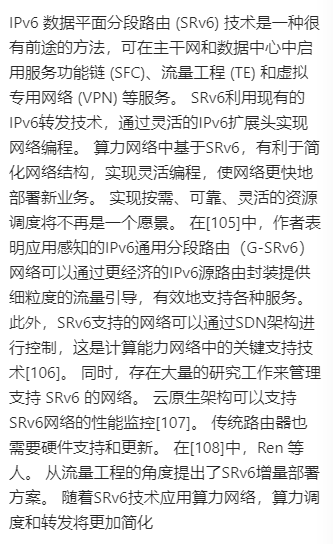 IPv6 数据平面分段路由 (SRv6) 技术是一种很
有前途的方法，可在主干网和数据中心中启
用服务功能链 (SFC)、流量工程 (TE) 和虚拟
专用网络 (VPN) 等服务。 SRv6利用现有的
IPv6转发技术，通过灵活的IPv6扩展头实现
网络编程。 算力网络中基于SRv6，有利于简
化网络结构，实现灵活编程，使网络更快地
部署新业务。 实现按需、可靠、灵活的资源
调度将不再是一个愿景。 在[105]中，作者表
明应用感知的IPv6通用分段路由（G-SRv6）
网络可以通过更经济的IPv6源路由封装提供
细粒度的流量引导，有效地支持各种服务。
此外，SRv6支持的网络可以通过SDN架构进
行控制，这是计算能力网络中的关键支持技
术[106]。 同时，存在大量的研究工作来管理
支持 SRv6 的网络。 云原生架构可以支持
SRv6网络的性能监控[107]。 传统路由器也
需要硬件支持和更新。 在[108]中，Ren 等
人。 从流量工程的角度提出了SRv6增量部署
方案。 随着SRv6技术应用算力网络，算力调
度和转发将更加简化